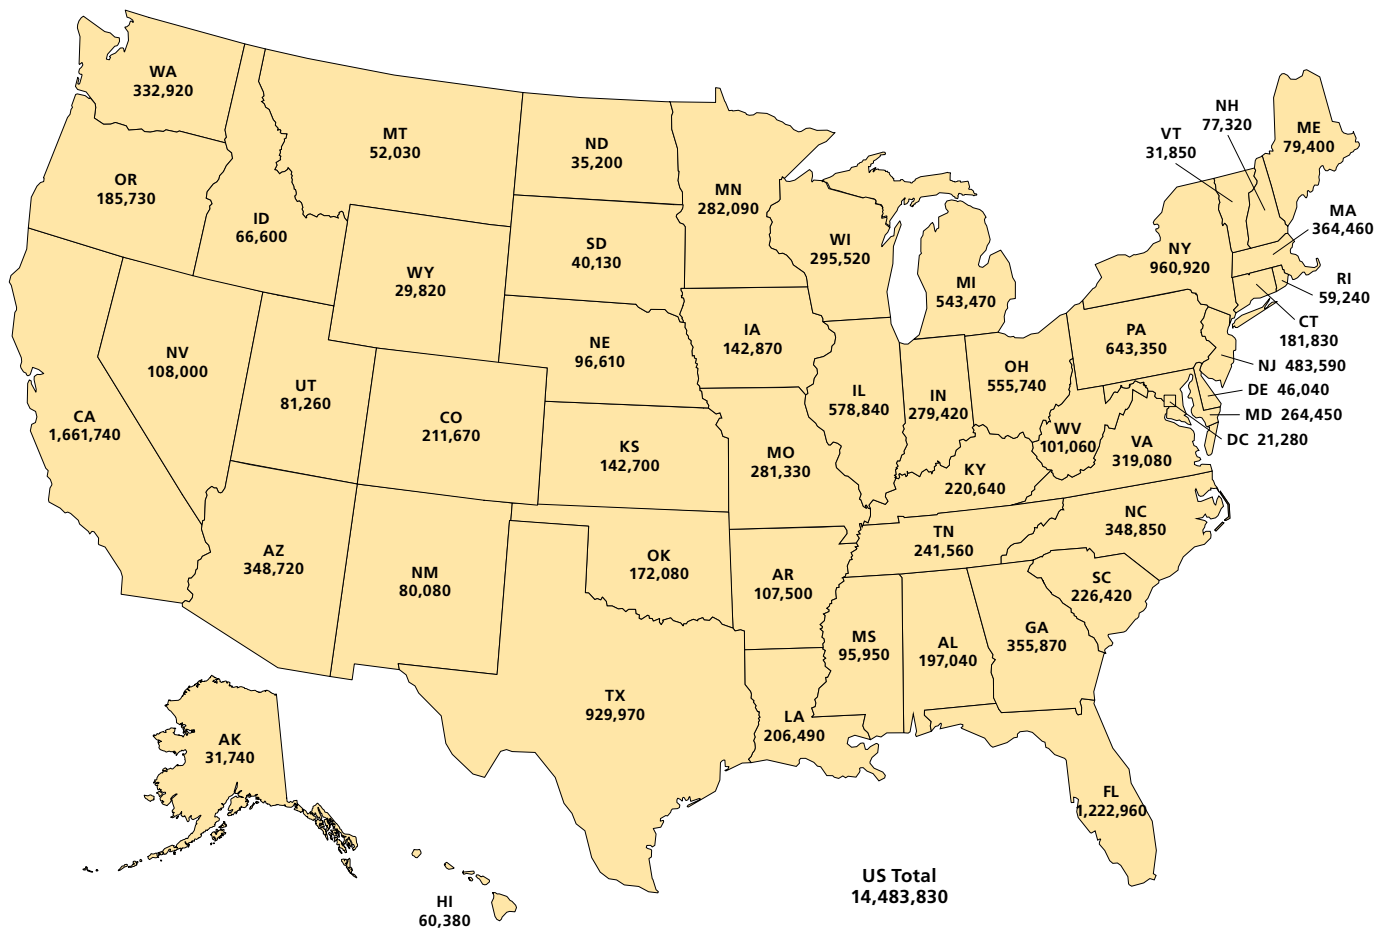 WA
332,920
OR
185,730
CA
1,661,740
ID
66,600
NV
108,000
MT
52,030
WY
29,820
UT
81,260
CO
211,670
AZ
348,720
NM
80,080
ND
35,200
SD
40,130
NE
96,610
KS
142,700
OK
172,080
TX
929,970
MN
282,090
IA
142,870
MO
281,330
AR
107,500
LA
206,490
WI
295,520
IL
578,840
MI
543,470
IN
279,420
OH
555,740
KY
220,640
TN
241,560
MS
95,950
AL
197,040
GA
355,870
FL
1,222,960
SC
226,420
NC
348,850
VA
319,080
WV
101,060
PA
643,350
NY
960,920
VT
31,850
NH
77,320
ME
79,400
MA
364,460
RI
59,240
CT
181,830
NJ 483,590
DE 46,040
MD 264,450
DC 21,280
AK
31,740
HI
60,380
US Total
14,483,830